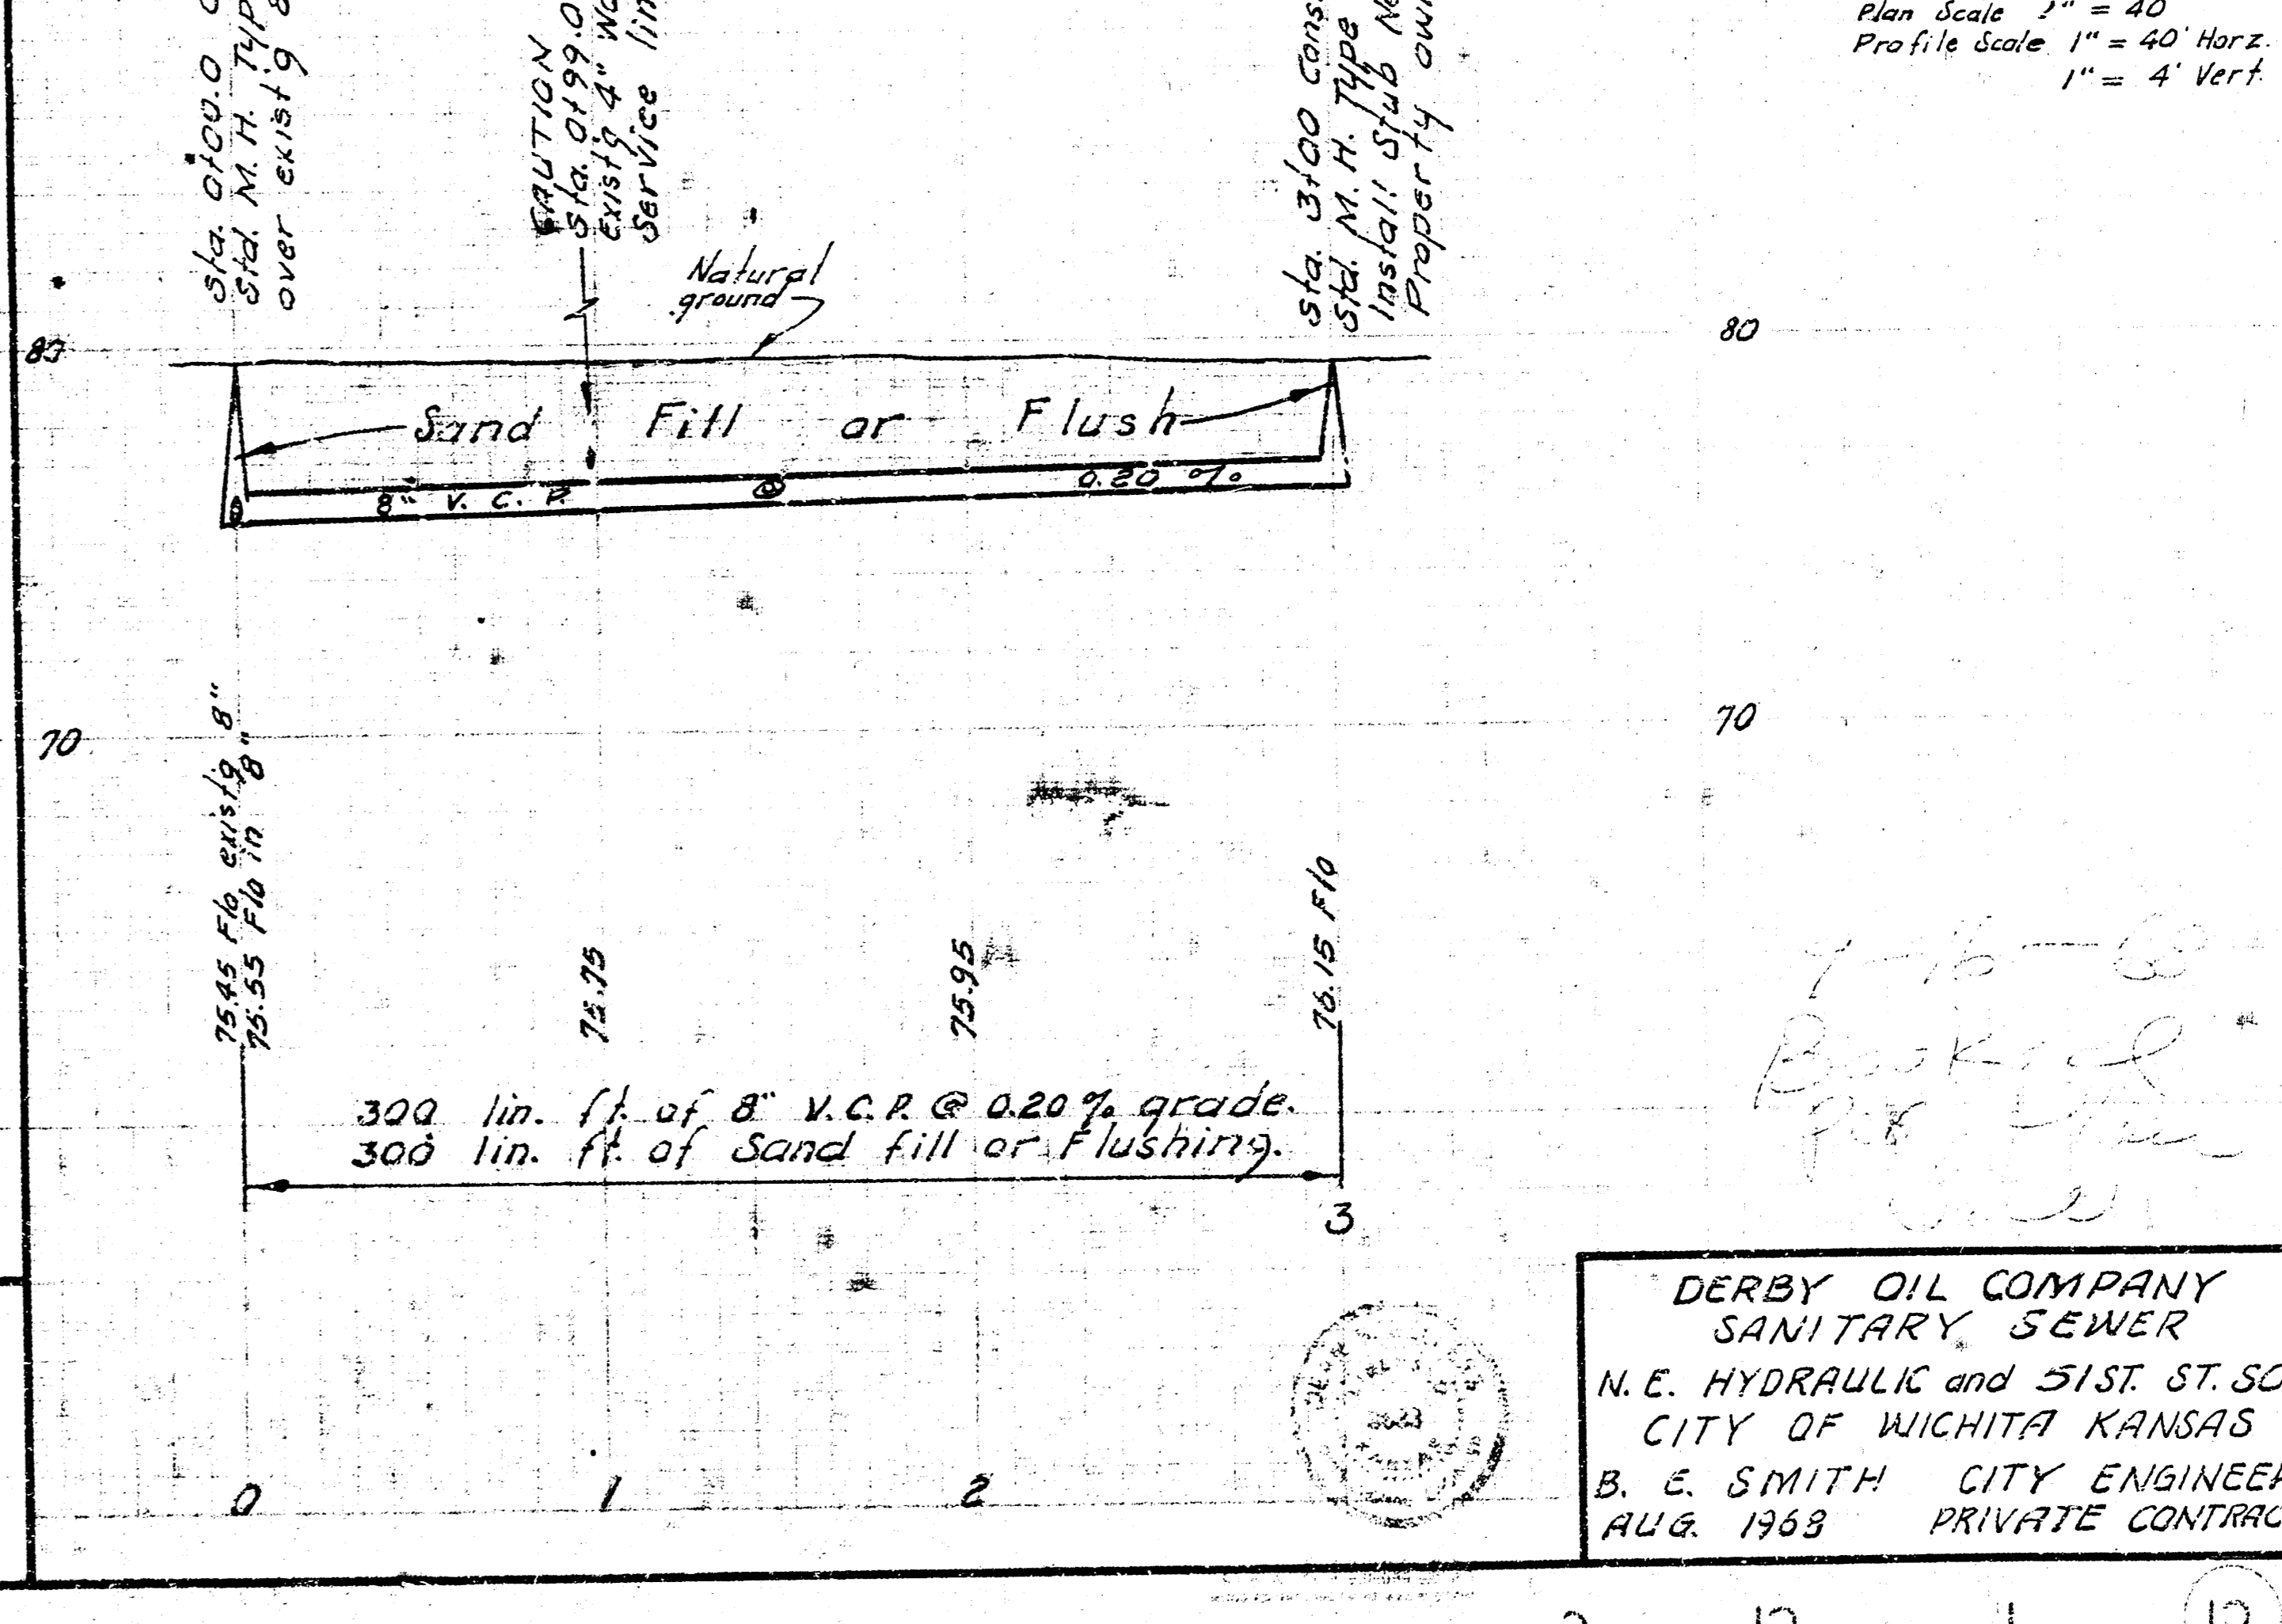 Plan Scale 1" = 40'
Profile Scale 1" = 40' Horz.
1" = 4' Vert.
Sta. 0+00.0
Std. M. H. TYP
over exist'g 8
CAUTION
Sta. 0+99.0
Exist'g 4"
Service lin
Sta. 3+00 cons
Std. M. H. Type
Install Stub
Property own
Natural
ground
80
80
Sand Fill or Flush
8" V. C. P.
0.20 %
70
70
75.45 Flo exist'g 8"
75.55 Flo in 8"
75.75
75.95
76.15 Flo
300 lin. ft. of 8" V.C.P. @ 0.20 % grade.
300 lin. ft. of Sand fill or Flushing.
3
0 1 2
DERBY OIL COMPANY
SANITARY SEWER
N. E. HYDRAULIC and 51ST. ST. SO
CITY OF WICHITA KANSAS
B. E. SMITH CITY ENGINEER
AUG. 1968 PRIVATE CONTRAC